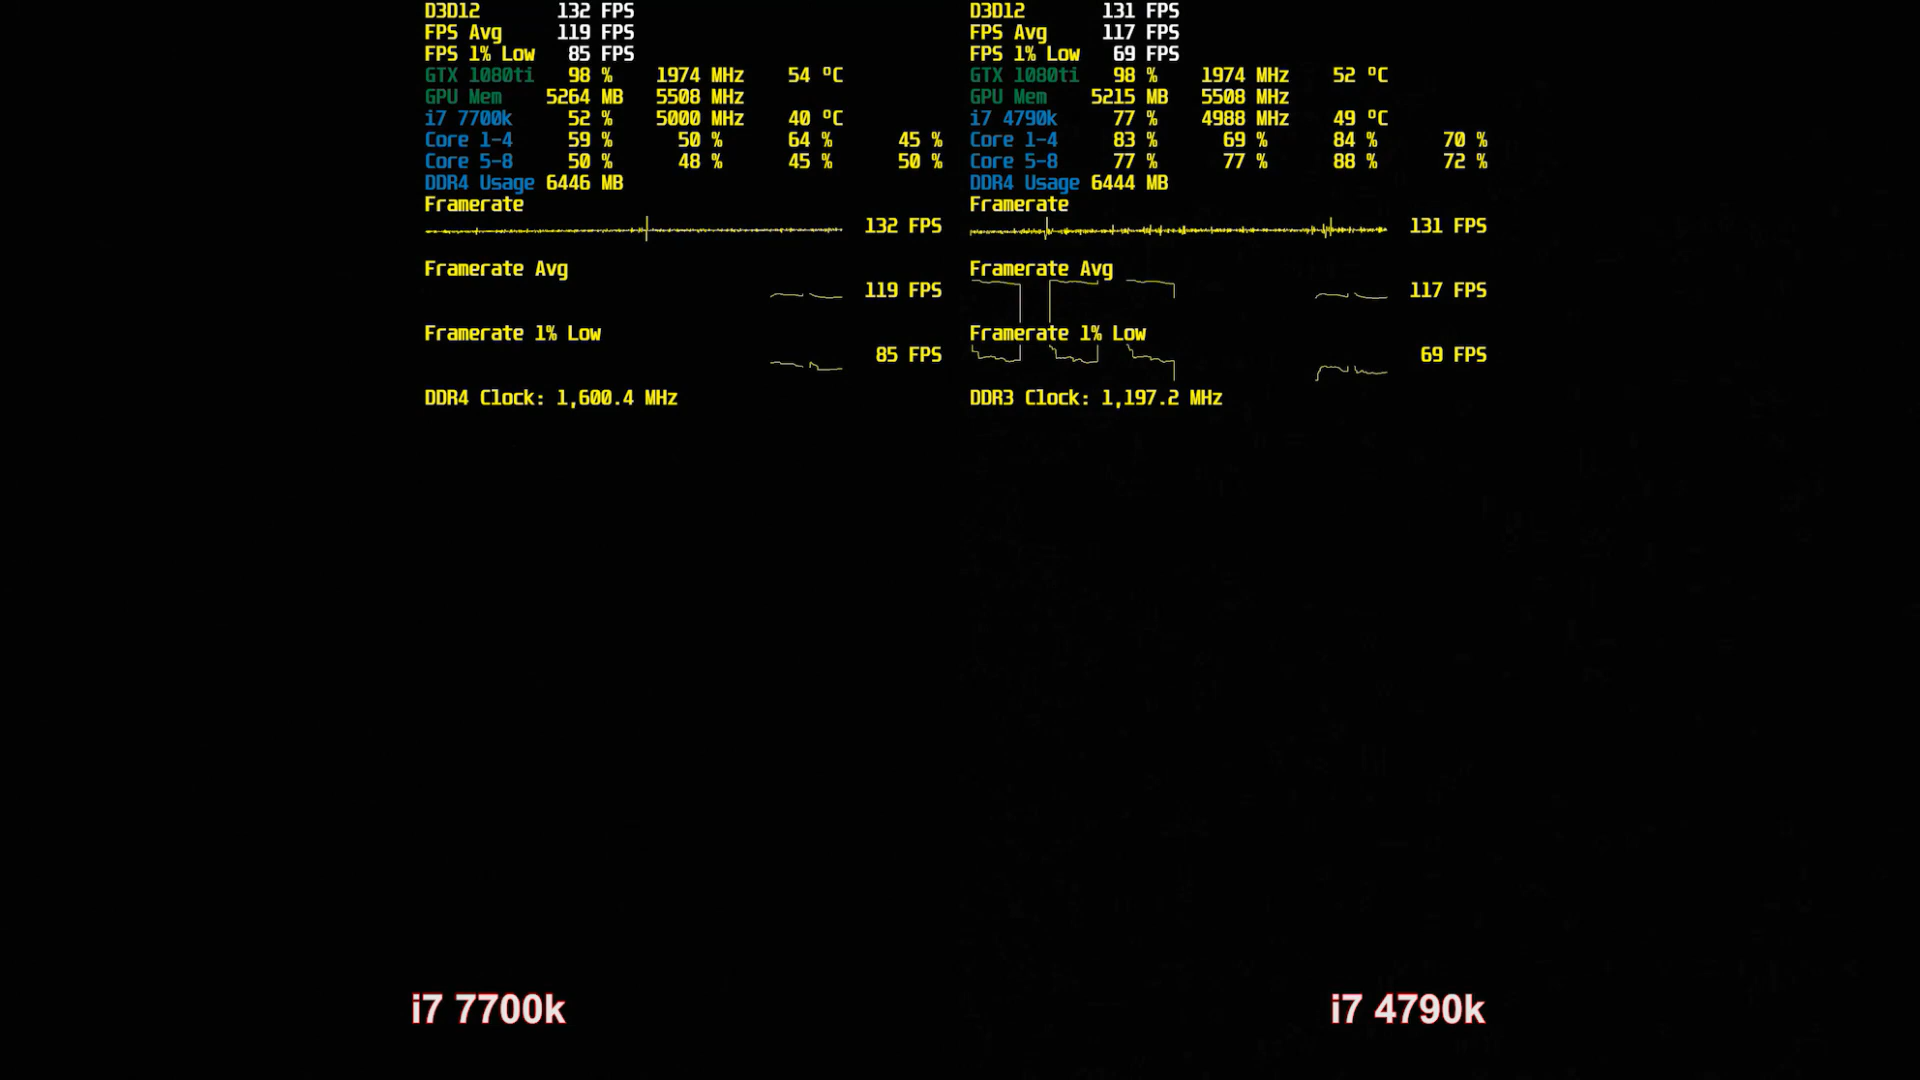 D3D12 132 FPS
FPS Avg 119 FPS
FPS 1% Low 85 FPS
GTX 1080ti 98 % 1974 MHz 54 ºC
GPU Mem 5264 MB 5508 MHz
i7 7700k 52 % 5000 MHz 40 ºC
Core 1-4 59 % 50 % 64 % 45 %
Core 5-8 50 % 48 % 45 % 50 %
DDR4 Usage 6446 MB
Framerate
132 FPS
Framerate Avg
119 FPS
Framerate 1% Low
85 FPS
DDR4 Clock: 1,600.4 MHz
D3D12 131 FPS
FPS Avg 117 FPS
FPS 1% Low 69 FPS
GTX 1080ti 98 % 1974 MHz 52 ºC
GPU Mem 5215 MB 5508 MHz
i7 4790k 77 % 4988 MHz 49 ºC
Core 1-4 83 % 69 % 84 % 70 %
Core 5-8 77 % 77 % 88 % 72 %
DDR4 Usage 6444 MB
Framerate
131 FPS
Framerate Avg
117 FPS
Framerate 1% Low
69 FPS
DDR3 Clock: 1,197.2 MHz
i7 7700k
i7 4790k